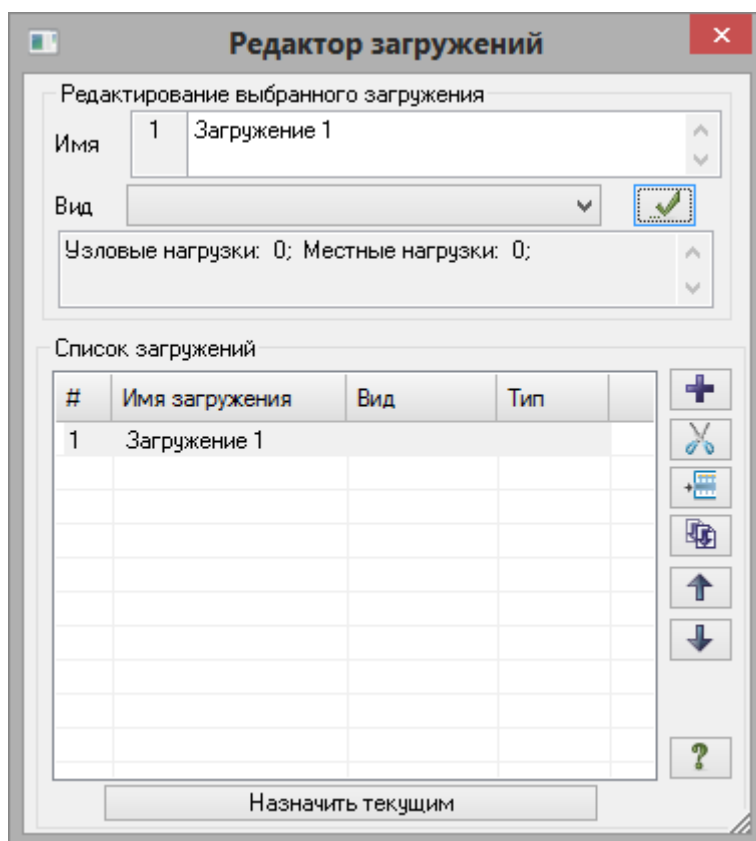 Редактор загружений
Редактирование выбранного загружения
Имя 1 Загружение 1
Вид
Узловые нагрузки: 0; Местные нагрузки: 0;
Список загружений
# Имя загружения Вид Тип
1 Загружение 1
Назначить текущим